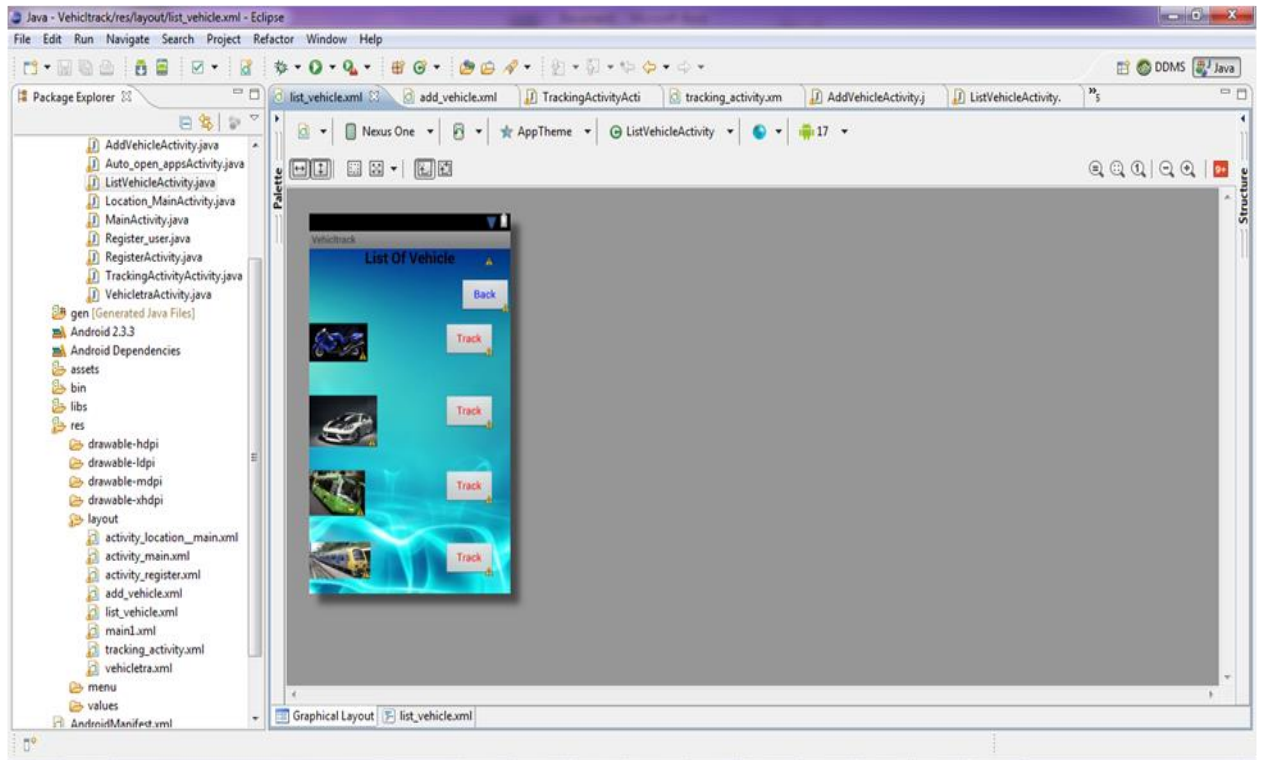 Java - Vehicltrack/res/layout/list_vehicle.xml - Eclipse
File Edit Run Navigate Search Project Refactor Window Help
DDMS Java
Package Explorer
list_vehicle.xml add_vehicle.xml TrackingActivityActi tracking_activity.xm AddVehicleActivity.j ListVehicleActivity. »5
Nexus One AppTheme ListVehicleActivity 17
Palette
Structure
9+
AddVehicleActivity.java
Auto_open_appsActivity.java
ListVehicleActivity.java
Location_MainActivity.java
MainActivity.java
Register_user.java
RegisterActivity.java
TrackingActivityActivity.java
VehicletraActivity.java
gen [Generated Java Files]
Android 2.3.3
Android Dependencies
assets
bin
libs
res
drawable-hdpi
drawable-ldpi
drawable-mdpi
drawable-xhdpi
layout
activity_location__main.xml
activity_main.xml
activity_register.xml
add_vehicle.xml
list_vehicle.xml
main1.xml
tracking_activity.xml
vehicletra.xml
menu
values
AndroidManifest.xml
Vehicltrack
List Of Vehicle
Back
Track
Track
Track
Track
Graphical Layout list_vehicle.xml